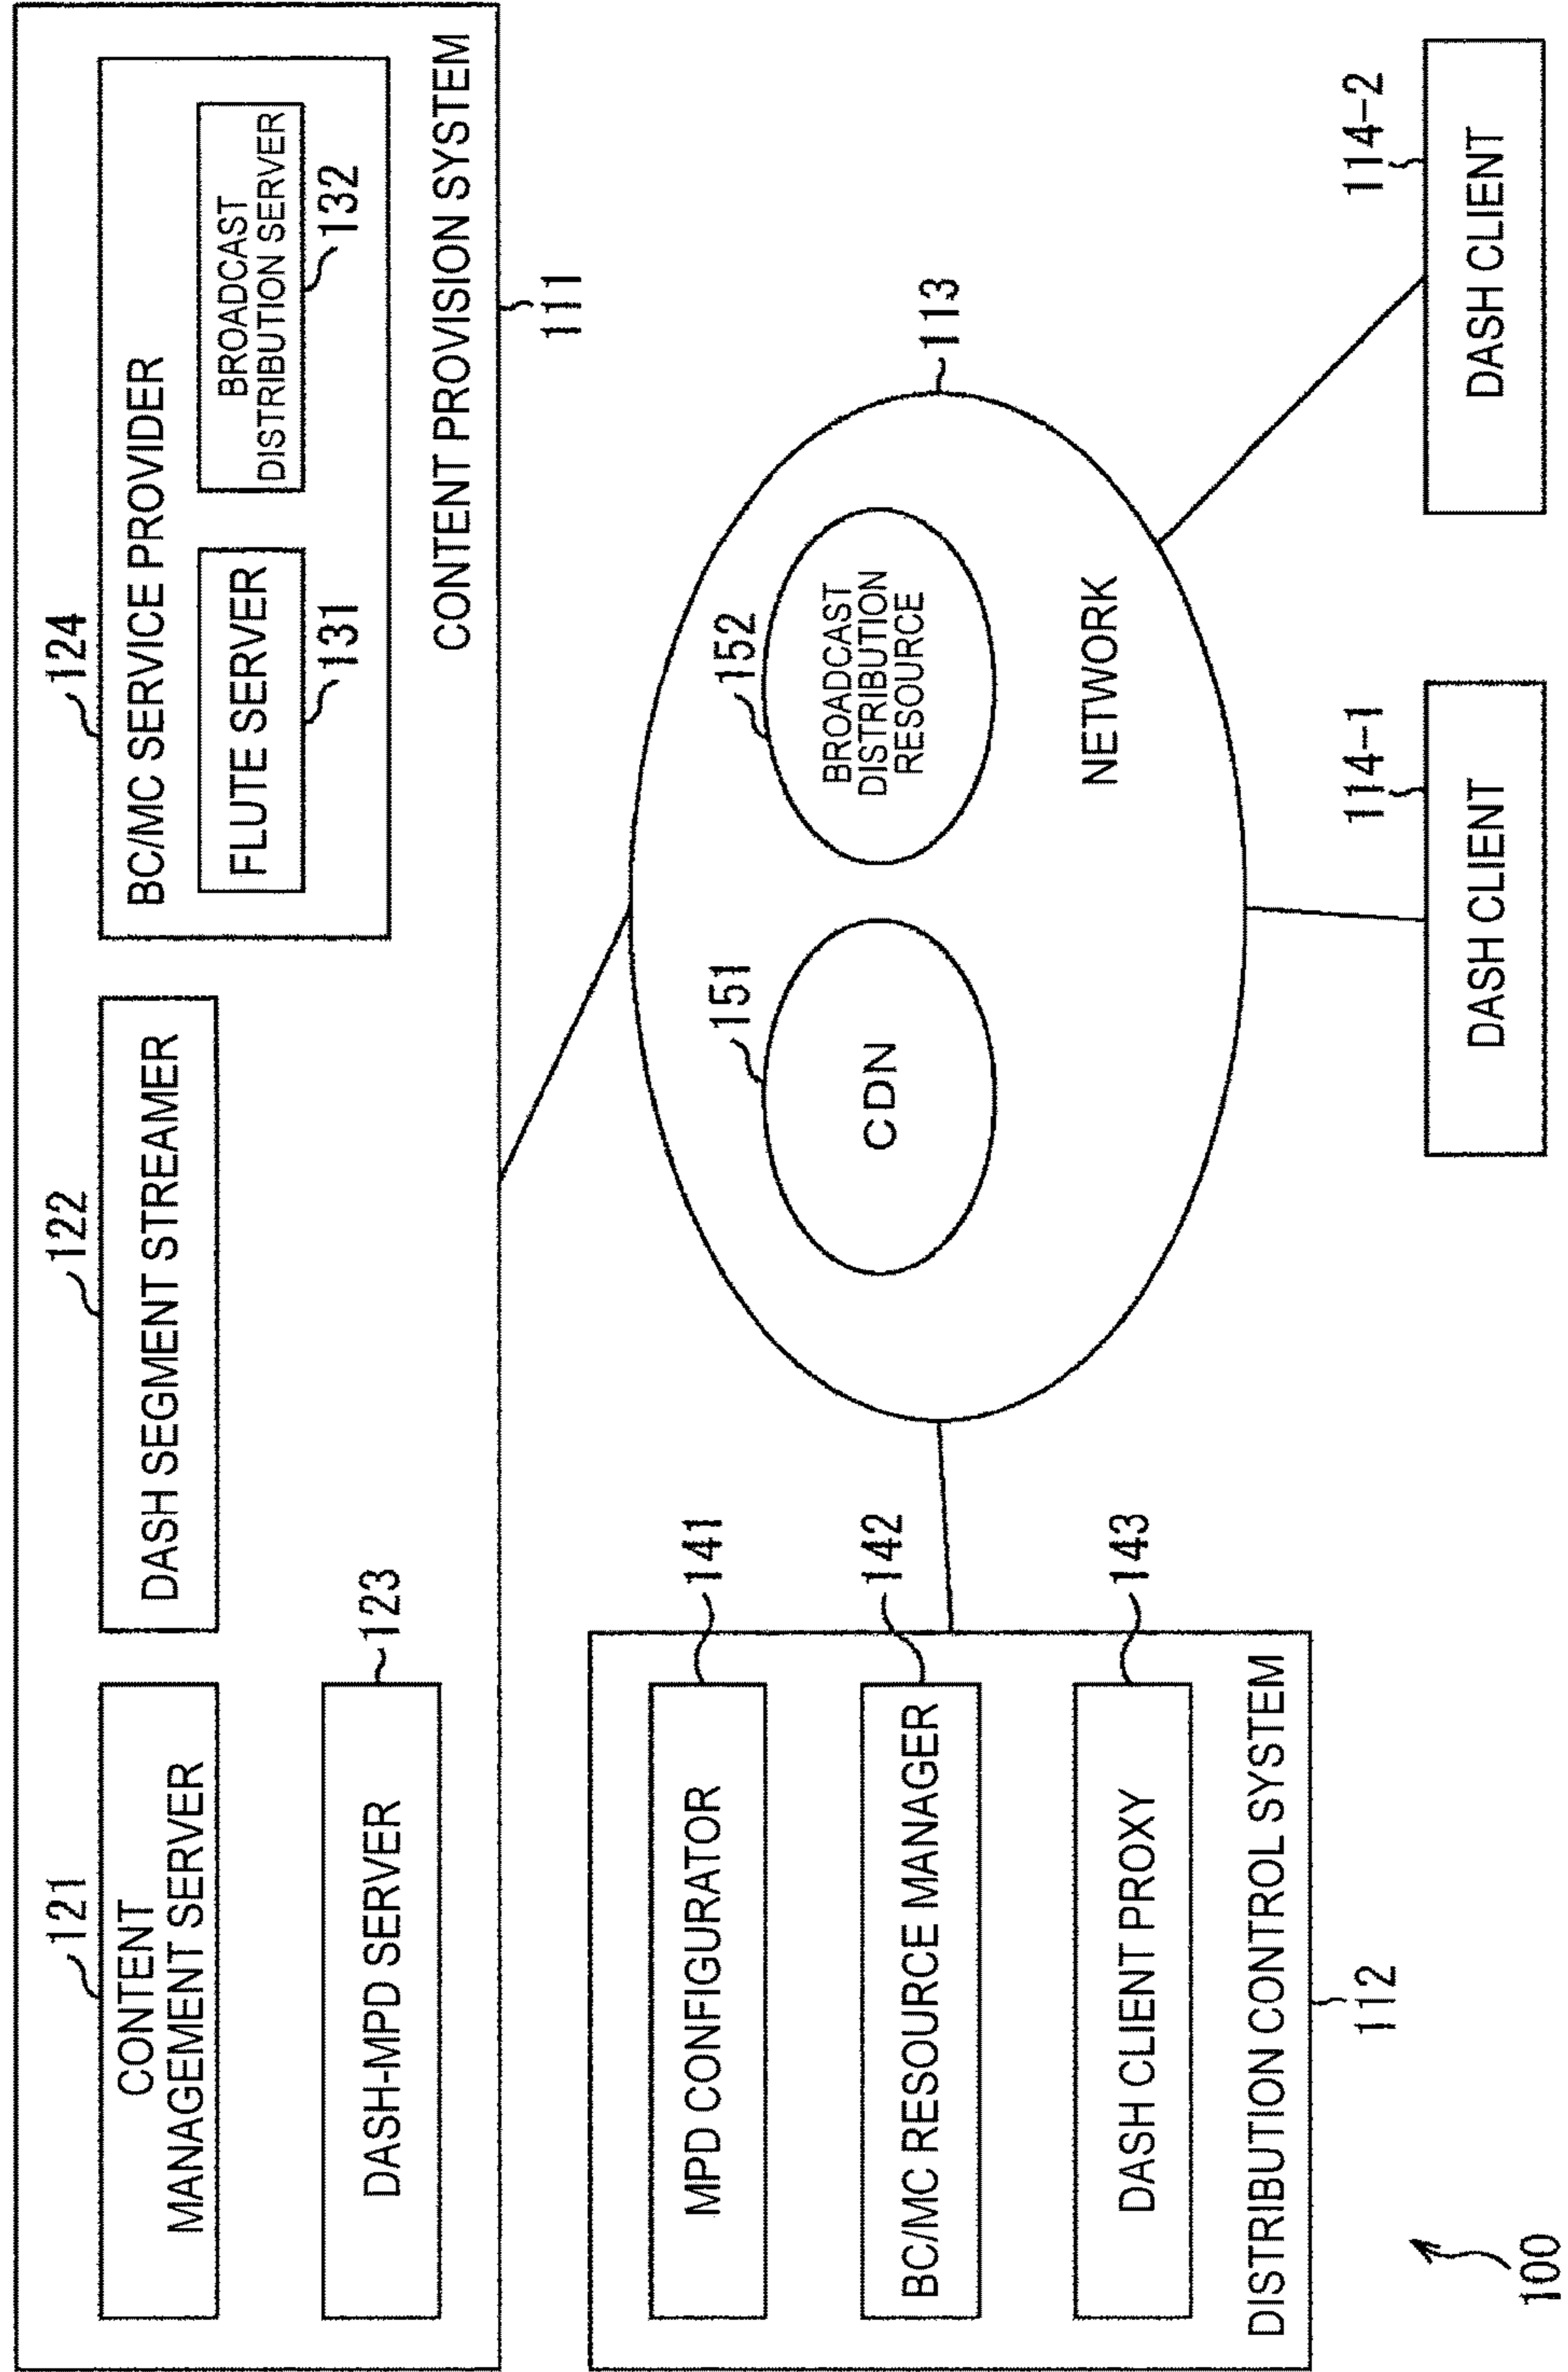 121
CONTENT
MANAGEMENT SERVER
122
DASH SEGMENT STREAMER
124
BC/MC SERVICE PROVIDER
FLUTE SERVER
131
BROADCAST
DISTRIBUTION SERVER
132
DASH-MPD SERVER
123
CONTENT PROVISION SYSTEM
111
MPD CONFIGURATOR
141
BC/MC RESOURCE MANAGER
142
DASH CLIENT PROXY
143
DISTRIBUTION CONTROL SYSTEM
112
113
151
CDN
152
BROADCAST
DISTRIBUTION
RESOURCE
NETWORK
114-1
DASH CLIENT
114-2
DASH CLIENT
100